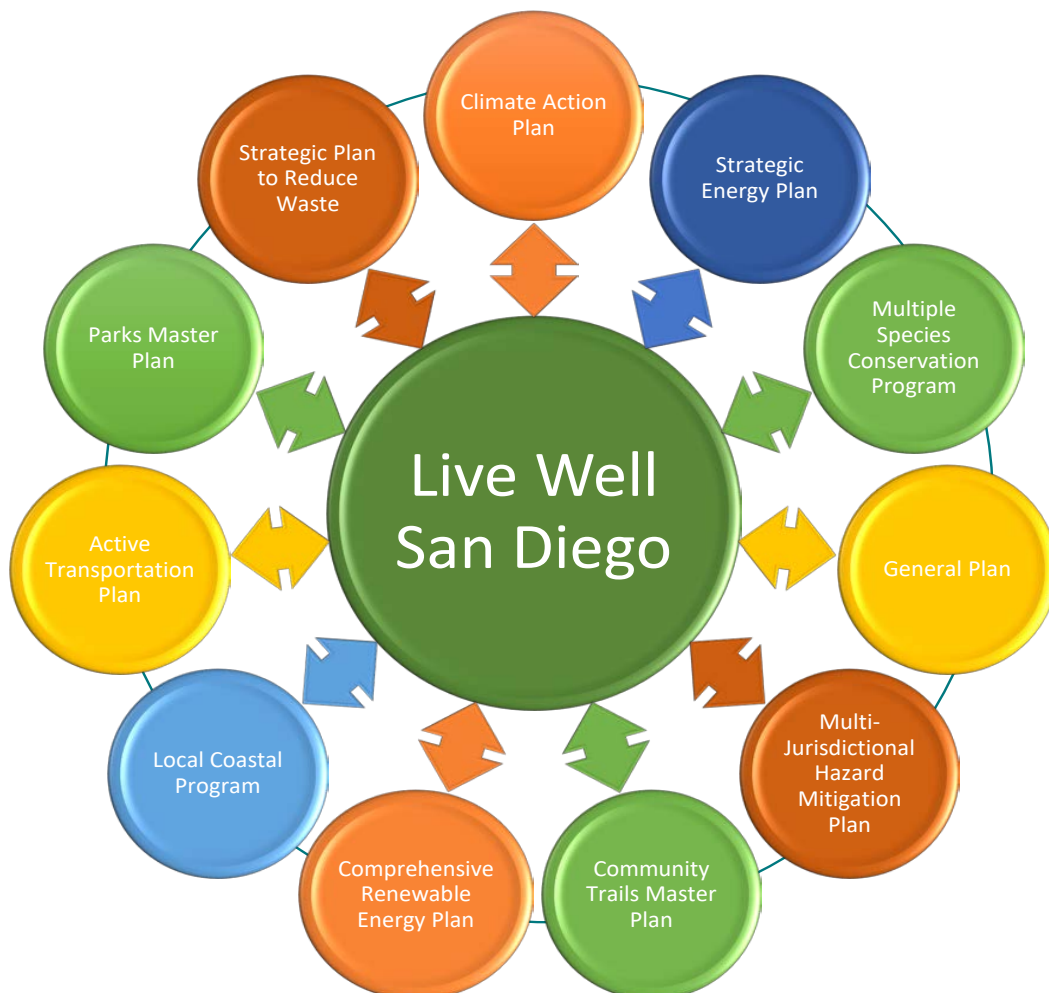 Climate Action
Plan
Strategic
Energy Plan
Multiple
Species
Conservation
Program
General Plan
Multi-
Jurisdictional
Hazard
Mitigation
Plan
Community
Trails Master
Plan
Comprehensive
Renewable
Energy Plan
Local Coastal
Program
Active
Transportation
Plan
Parks Master
Plan
Strategic Plan
to Reduce
Waste
Live Well
San Diego